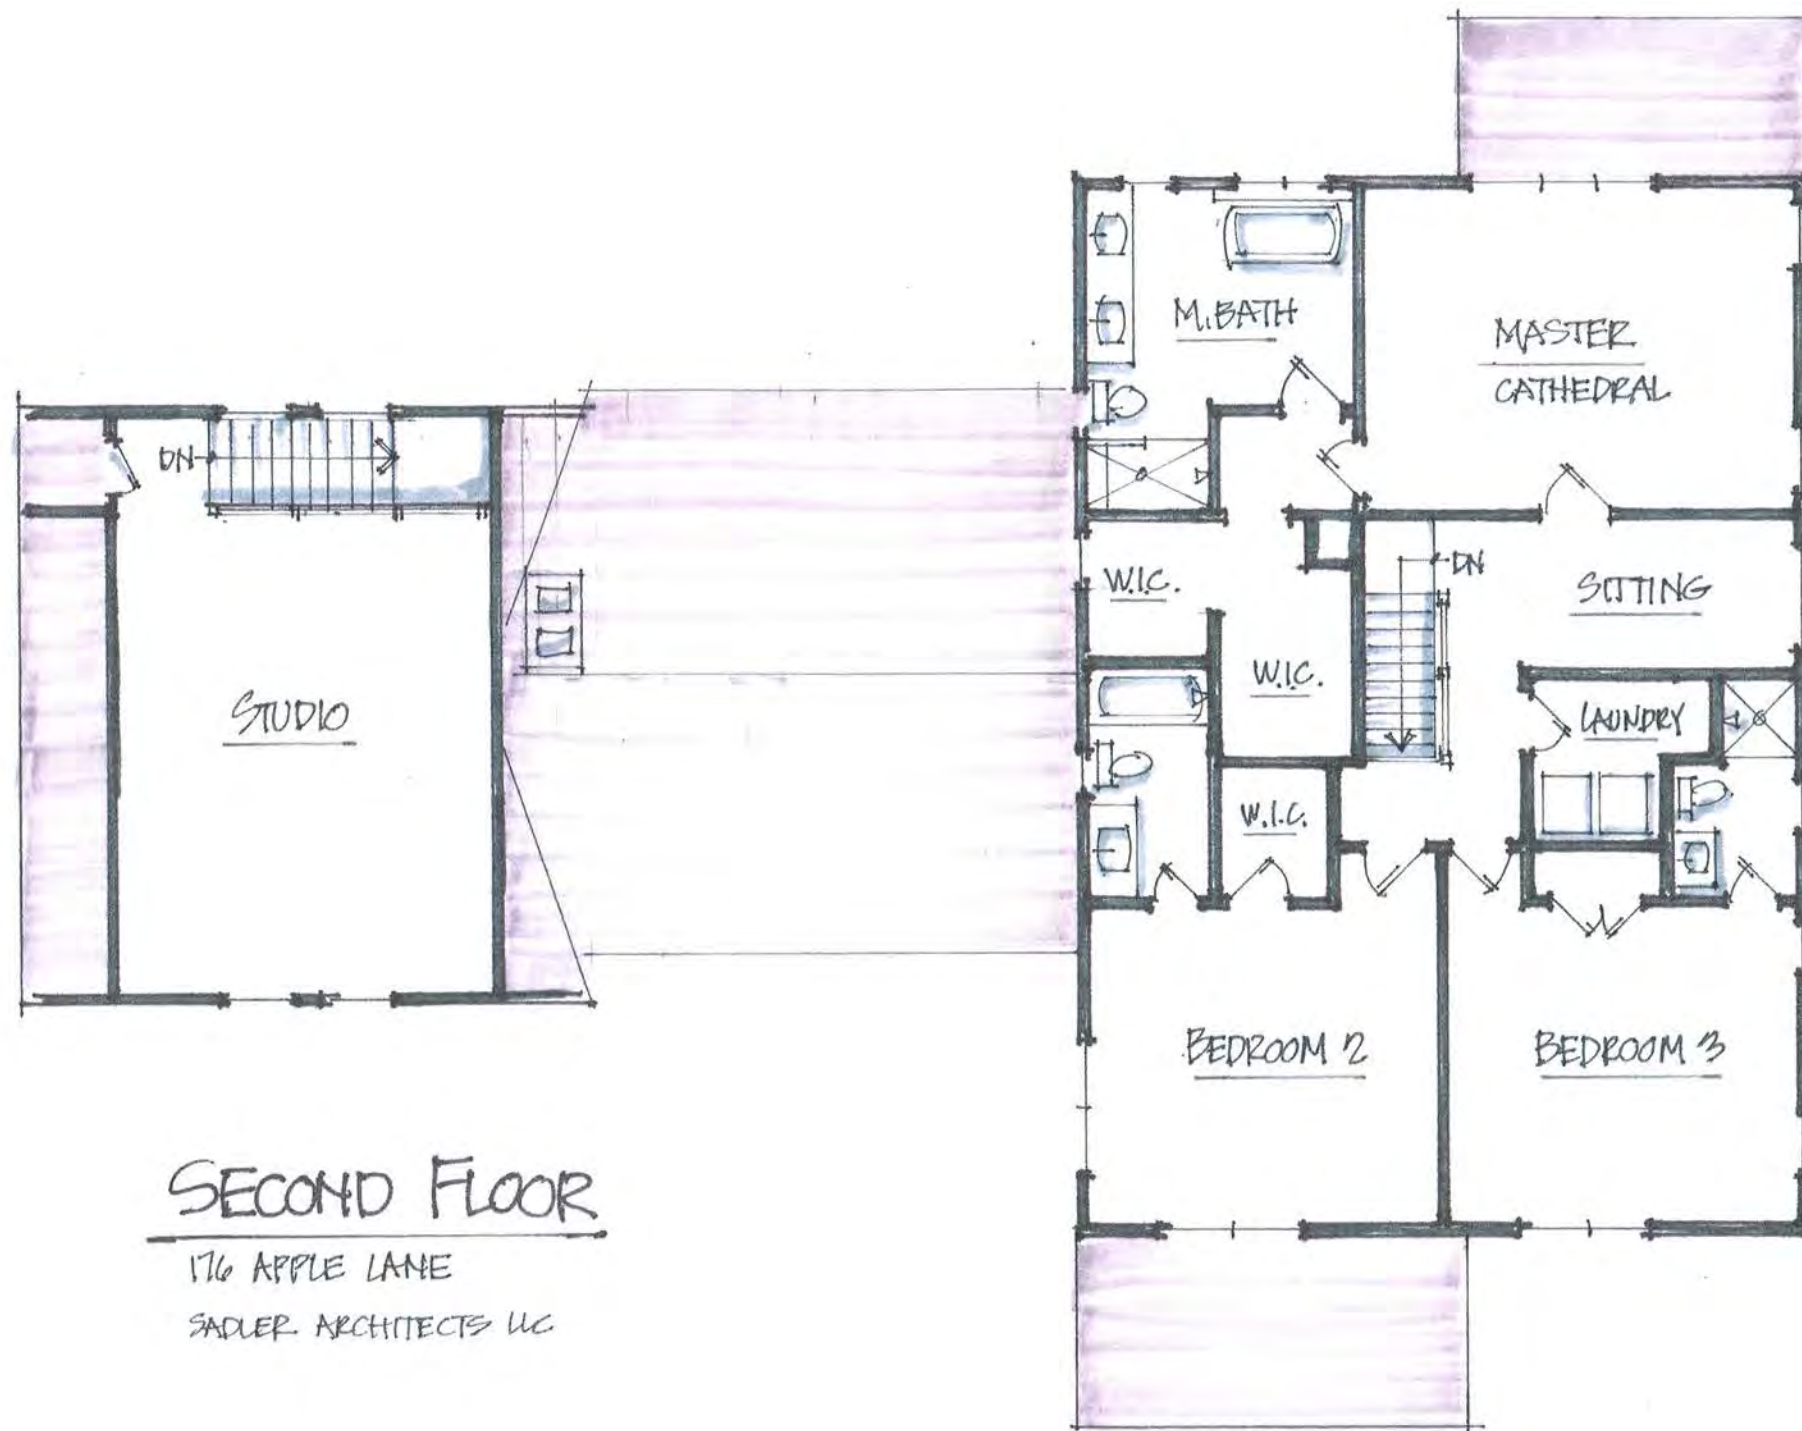 M. BATH
MASTER
CATHEDRAL
DN
DN
W.I.C.
SITTING
W.I.C.
STUDIO
LAUNDRY
W.I.C.
BEDROOM 2
BEDROOM 3
SECOND FLOOR
176 APPLE LANE
SADLER ARCHITECTS LLC